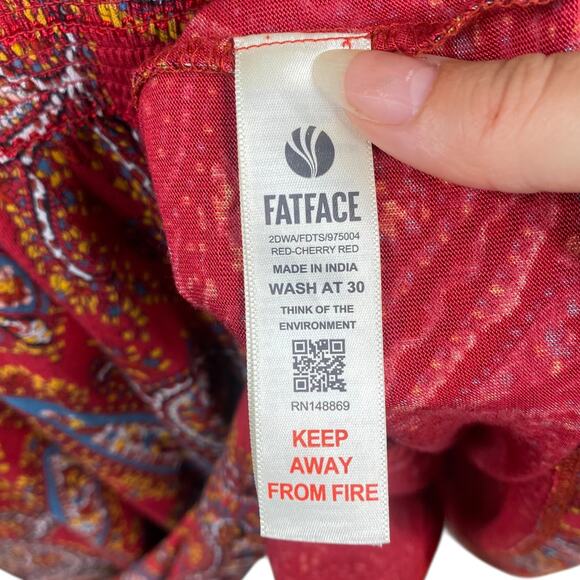 FATFACE
2DWA/FDTS/975004
RED-CHERRY RED
MADE IN INDIA
WASH AT 30
THINK OF THE
ENVIRONMENT
RN148869
KEEP
AWAY
FROM FIRE